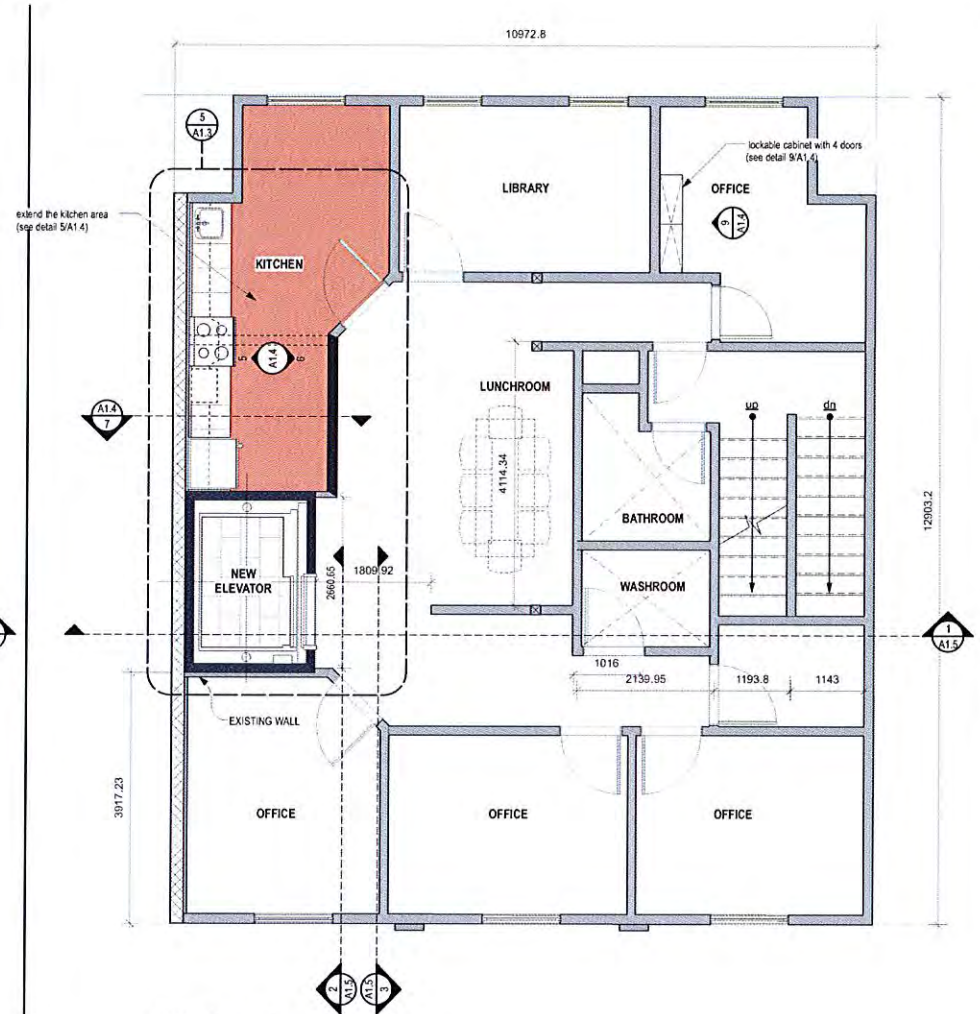 10972.8
5
A1.3
lockable cabinet with 4 doors
(see detail 9/A1.4)
LIBRARY
OFFICE
9
A1.4
extend the kitchen area
(see detail 5/A1.4)
KITCHEN
5
A1.4
6
LUNCHROOM
A1.4
7
up
dn
4114.34
12903.2
BATHROOM
NEW
ELEVATOR
2660.65
1809.92
WASHROOM
1
A1.5
1016
2139.95
1193.8
1143
EXISTING WALL
3917.23
OFFICE
OFFICE
OFFICE
2
A1.5
A1.5
3